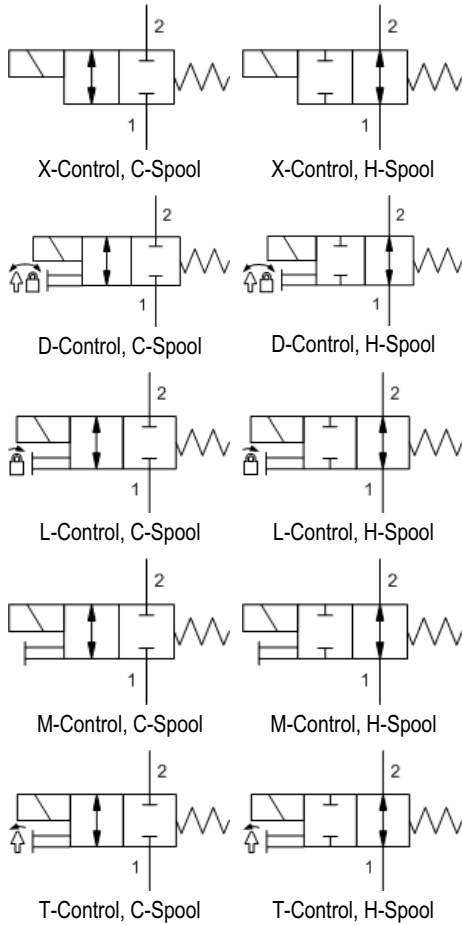 2 2
1 1
X-Control, C-Spool X-Control, H-Spool
2 2
1 1
D-Control, C-Spool D-Control, H-Spool
2 2
1 1
L-Control, C-Spool L-Control, H-Spool
2 2
1 1
M-Control, C-Spool M-Control, H-Spool
2 2
1 1
T-Control, C-Spool T-Control, H-Spool